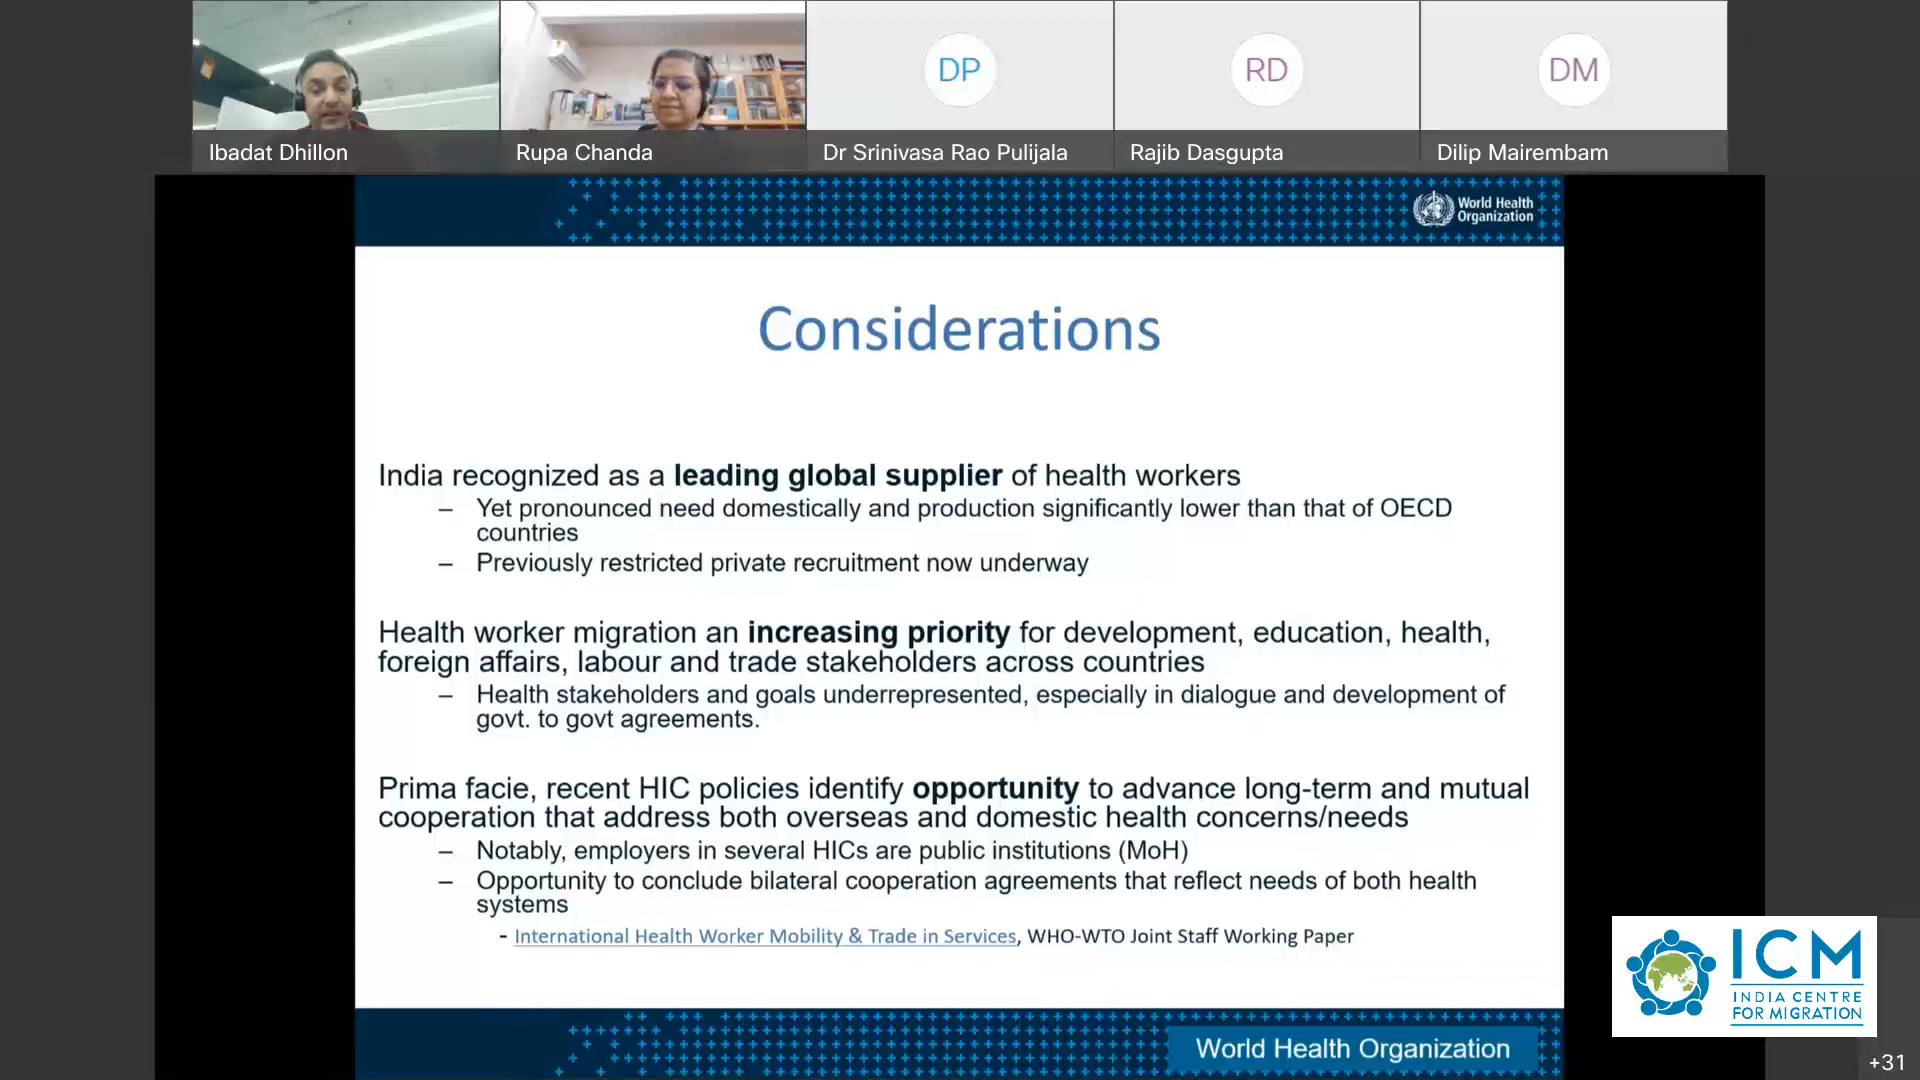 DP
RD
DM
Ibadat Dhillon
Rupa Chanda
Dr Srinivasa Rao Pulijala
Rajib Dasgupta
Dilip Mairembam
World Health
Organization
Considerations
India recognized as a leading global supplier of health workers
– Yet pronounced need domestically and production significantly lower than that of OECD
countries
– Previously restricted private recruitment now underway
Health worker migration an increasing priority for development, education, health,
foreign affairs, labour and trade stakeholders across countries
– Health stakeholders and goals underrepresented, especially in dialogue and development of
govt. to govt agreements.
Prima facie, recent HIC policies identify opportunity to advance long-term and mutual
cooperation that address both overseas and domestic health concerns/needs
– Notably, employers in several HICs are public institutions (MoH)
– Opportunity to conclude bilateral cooperation agreements that reflect needs of both health
systems
- International Health Worker Mobility & Trade in Services, WHO-WTO Joint Staff Working Paper
ICM
INDIA CENTRE
FOR MIGRATION
World Health Organization
+31